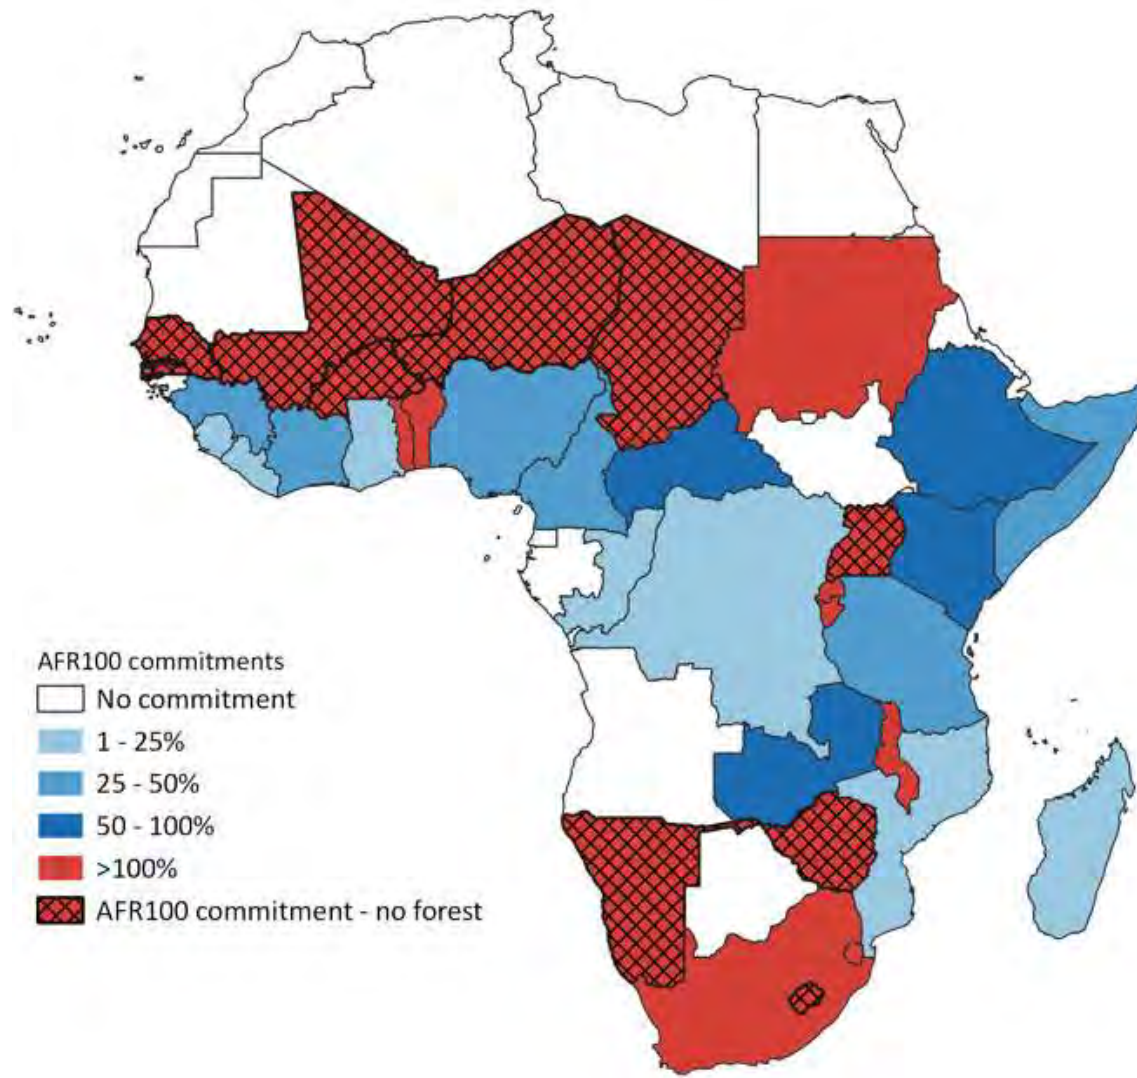 AFR100 commitments
No commitment
1 - 25%
25 - 50%
50 - 100%
>100%
AFR100 commitment - no forest